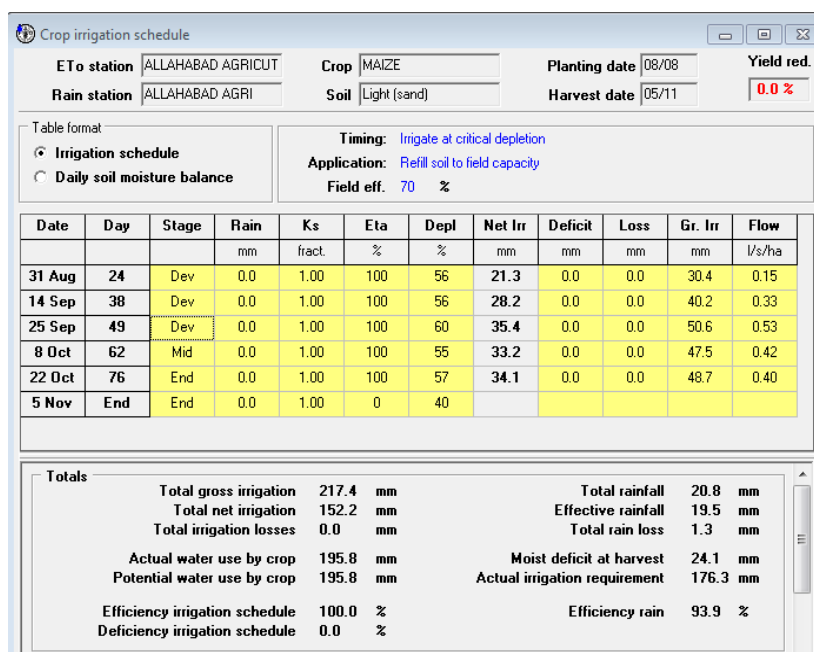 Crop irrigation schedule
ETo station ALLAHABAD AGRICUT Crop MAIZE Planting date 08/08 Yield red.
Rain station ALLAHABAD AGRI Soil Light (sand) Harvest date 05/11 0.0 %
Table format
Irrigation schedule
Daily soil moisture balance
Timing: Irrigate at critical depletion
Application: Refill soil to field capacity
Field eff. 70 %
Date Day Stage Rain Ks Eta Depl Net Irr Deficit Loss Gr. Irr Flow
mm fract. % % mm mm mm mm l/s/ha
31 Aug 24 Dev 0.0 1.00 100 56 21.3 0.0 0.0 30.4 0.15
14 Sep 38 Dev 0.0 1.00 100 56 28.2 0.0 0.0 40.2 0.33
25 Sep 49 Dev 0.0 1.00 100 60 35.4 0.0 0.0 50.6 0.53
8 Oct 62 Mid 0.0 1.00 100 55 33.2 0.0 0.0 47.5 0.42
22 Oct 76 End 0.0 1.00 100 57 34.1 0.0 0.0 48.7 0.40
5 Nov End End 0.0 1.00 0 40
Totals
Total gross irrigation 217.4 mm Total rainfall 20.8 mm
Total net irrigation 152.2 mm Effective rainfall 19.5 mm
Total irrigation losses 0.0 mm Total rain loss 1.3 mm
Actual water use by crop 195.8 mm Moist deficit at harvest 24.1 mm
Potential water use by crop 195.8 mm Actual irrigation requirement 176.3 mm
Efficiency irrigation schedule 100.0 % Efficiency rain 93.9 %
Deficiency irrigation schedule 0.0 %